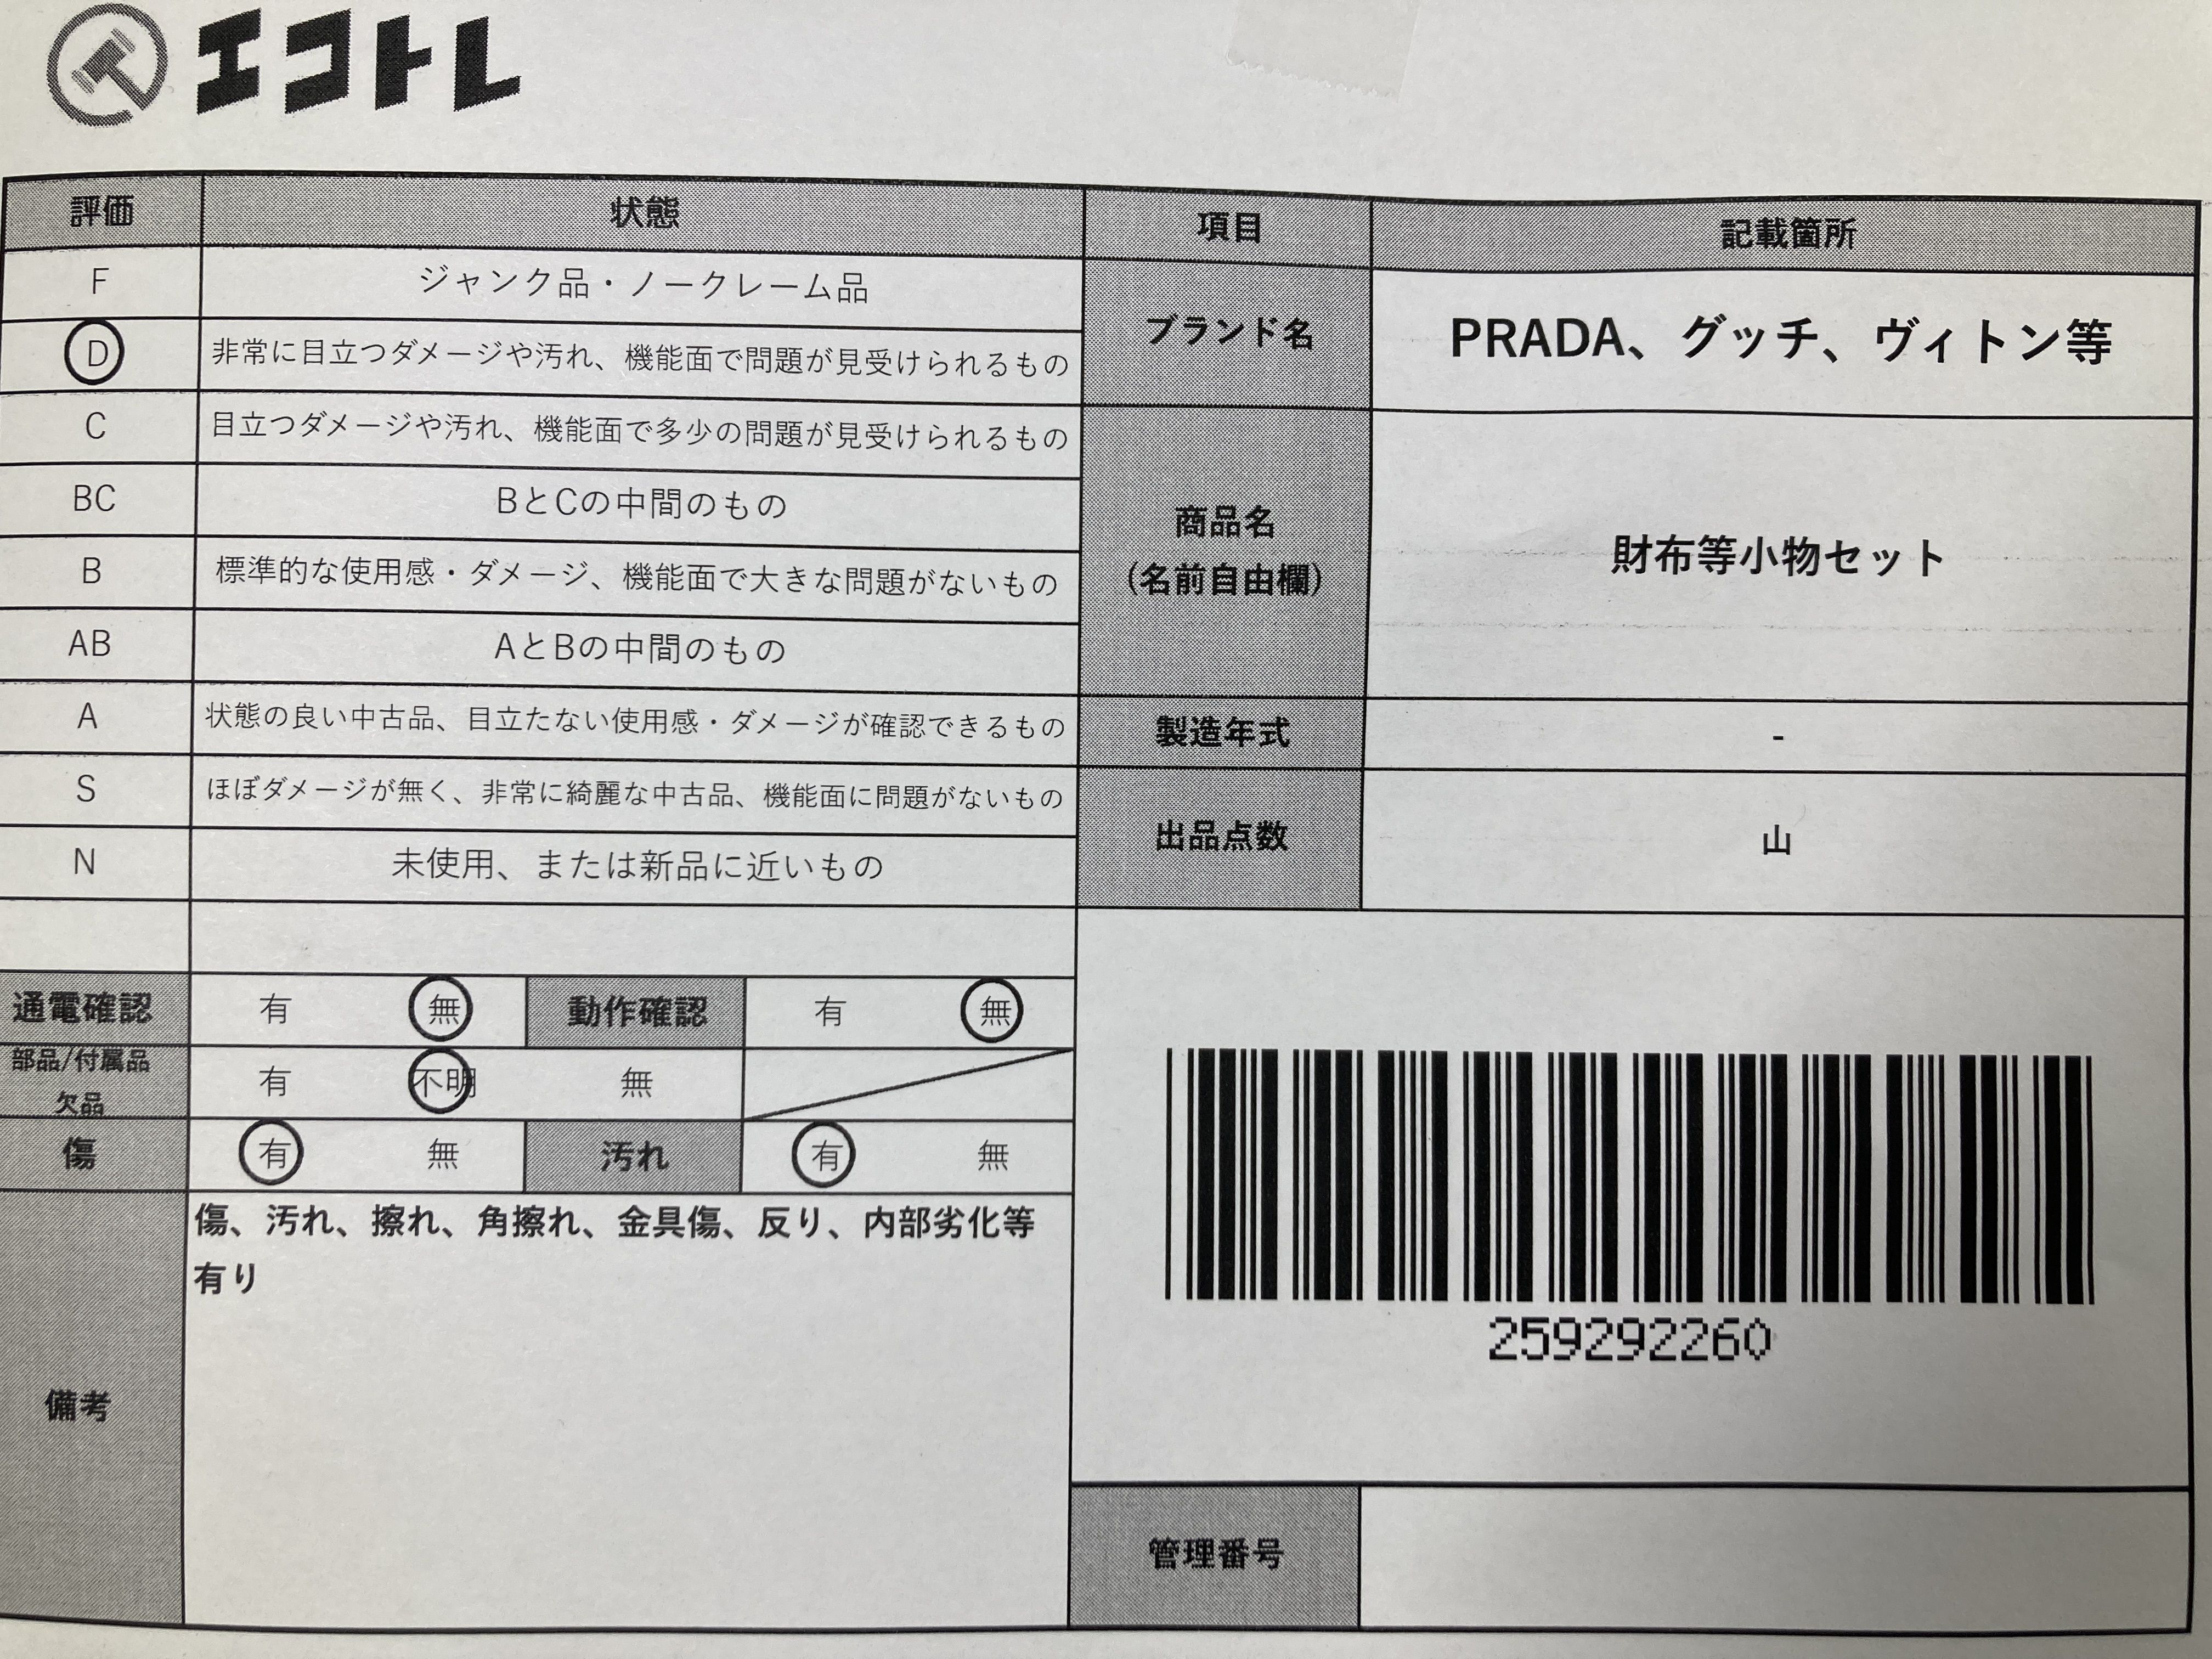 エコトレ
評価 状態 項目 記載箇所
F ジャンク品・ノークレーム品
D 非常に目立つダメージや汚れ、機能面で問題が見受けられるもの
ブランド名 PRADA、グッチ、ヴィトン等
C 目立つダメージや汚れ、機能面で多少の問題が見受けられるもの
BC BとCの中間のもの
B 標準的な使用感・ダメージ、機能面で大きな問題がないもの
商品名
（名前自由欄）
財布等小物セット
AB AとBの中間のもの
A 状態の良い中古品、目立たない使用感・ダメージが確認できるもの
製造年式 -
S ほぼダメージが無く、非常に綺麗な中古品、機能面に問題がないもの
出品点数 山
N 未使用、または新品に近いもの
通電確認 有 無 動作確認 有 無
部品/付属品
欠品
有 不明 無
傷 有 無 汚れ 有 無
備考
傷、汚れ、擦れ、角擦れ、金具傷、反り、内部劣化等
有り
259292260
管理番号